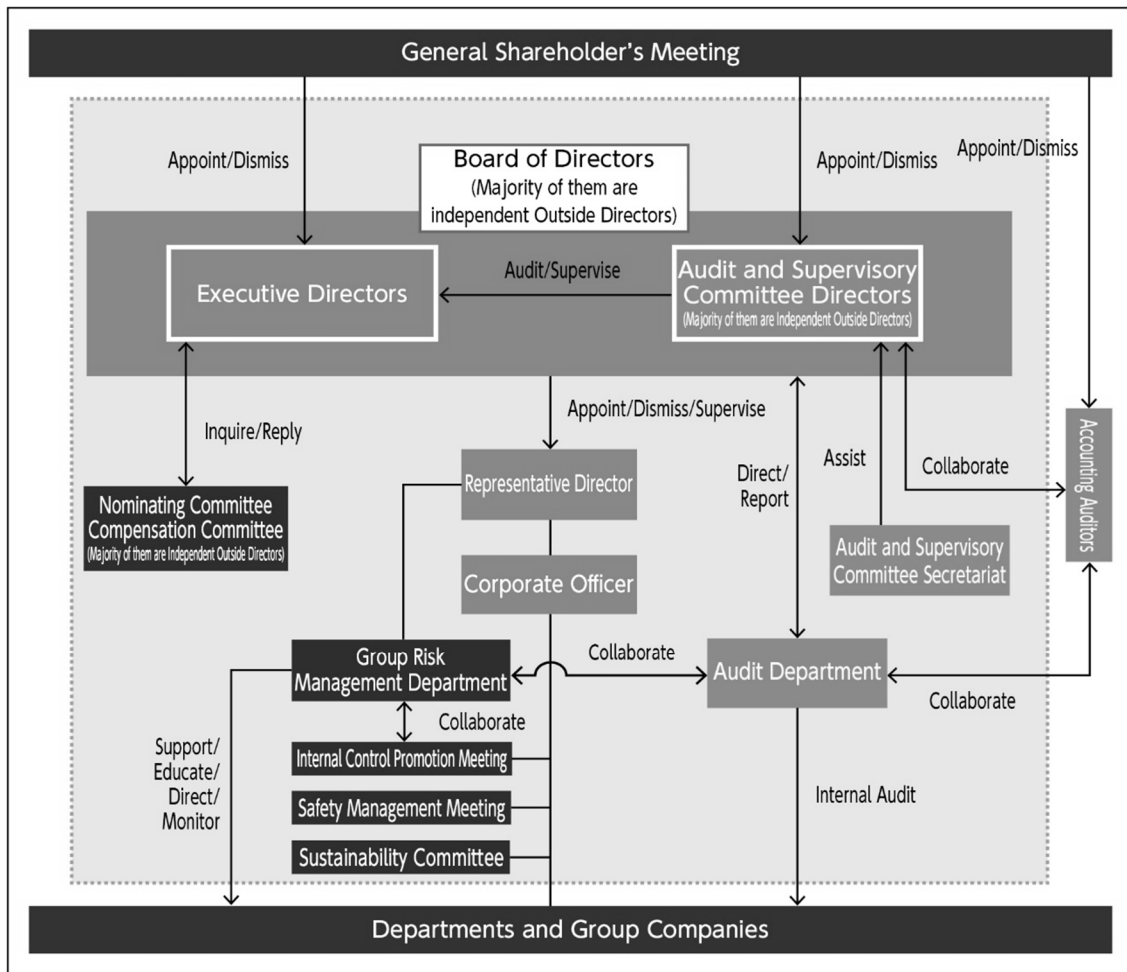 General Shareholder's Meeting
Appoint/Dismiss
Board of Directors
(Majority of them are
independent Outside Directors)
Appoint/Dismiss
Appoint/Dismiss
Executive Directors
Audit/Supervise
Audit and Supervisory
Committee Directors
(Majority of them are Independent Outside Directors)
Inquire/Reply
Appoint/Dismiss/Supervise
Nominating Committee
Compensation Committee
(Majority of them are Independent Outside Directors)
Representative Director
Direct/
Report
Assist
Collaborate
Accounting Auditors
Corporate Officer
Audit and Supervisory
Committee Secretariat
Group Risk
Management Department
Collaborate
Audit Department
Collaborate
Collaborate
Support/
Educate/
Direct/
Monitor
Internal Control Promotion Meeting
Safety Management Meeting
Sustainability Committee
Internal Audit
Departments and Group Companies